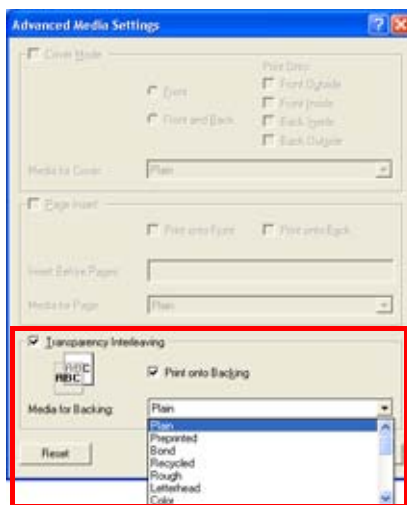 Advanced Media Settings
Cover Mode
Print Onto
Front
Front Outside
Front Inside
Front and Back
Back Inside
Back Outside
Media for Cover
Plain
Page Insert
Print onto Front
Print onto Back
Insert Before Pages
Media for Page
Plain
Transparency Interleaving
ABC
ABC
Print onto Backing
Media for Backing:
Plain
Plain
Preprinted
Bond
Recycled
Rough
Letterhead
Color
Reset